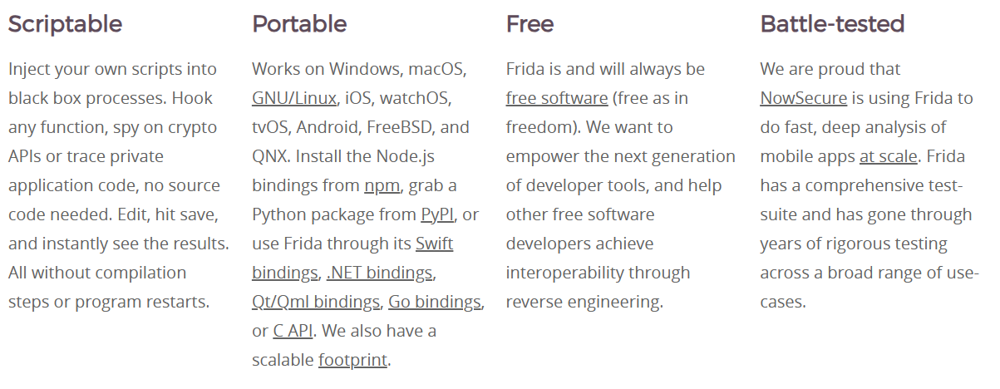 Scriptable
Inject your own scripts into
black box processes. Hook
any function, spy on crypto
APIs or trace private
application code, no source
code needed. Edit, hit save,
and instantly see the results.
All without compilation
steps or program restarts.
Portable
Works on Windows, macOS,
GNU/Linux, iOS, watchOS,
tvOS, Android, FreeBSD, and
QNX. Install the Node.js
bindings from npm, grab a
Python package from PyPI, or
use Frida through its Swift
bindings, .NET bindings,
Qt/Qml bindings, Go bindings,
or C API. We also have a
scalable footprint.
Free
Frida is and will always be
free software (free as in
freedom). We want to
empower the next generation
of developer tools, and help
other free software
developers achieve
interoperability through
reverse engineering.
Battle-tested
We are proud that
NowSecure is using Frida to
do fast, deep analysis of
mobile apps at scale. Frida
has a comprehensive test-
suite and has gone through
years of rigorous testing
across a broad range of use-
cases.